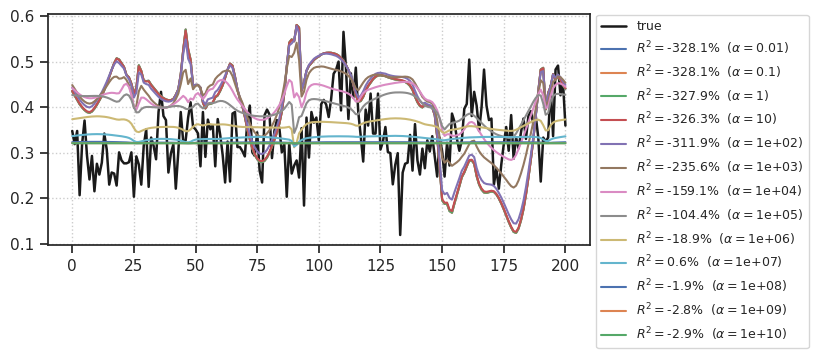 0.6
0.5
0.4
0.3
0.2
0.1
0 25 50 75 100 125 150 175 200
true
R² = -328.1% (α = 0.01)
R² = -328.1% (α = 0.1)
R² = -327.9% (α = 1)
R² = -326.3% (α = 10)
R² = -311.9% (α = 1e+02)
R² = -235.6% (α = 1e+03)
R² = -159.1% (α = 1e+04)
R² = -104.4% (α = 1e+05)
R² = -18.9% (α = 1e+06)
R² = 0.6% (α = 1e+07)
R² = -1.9% (α = 1e+08)
R² = -2.8% (α = 1e+09)
R² = -2.9% (α = 1e+10)